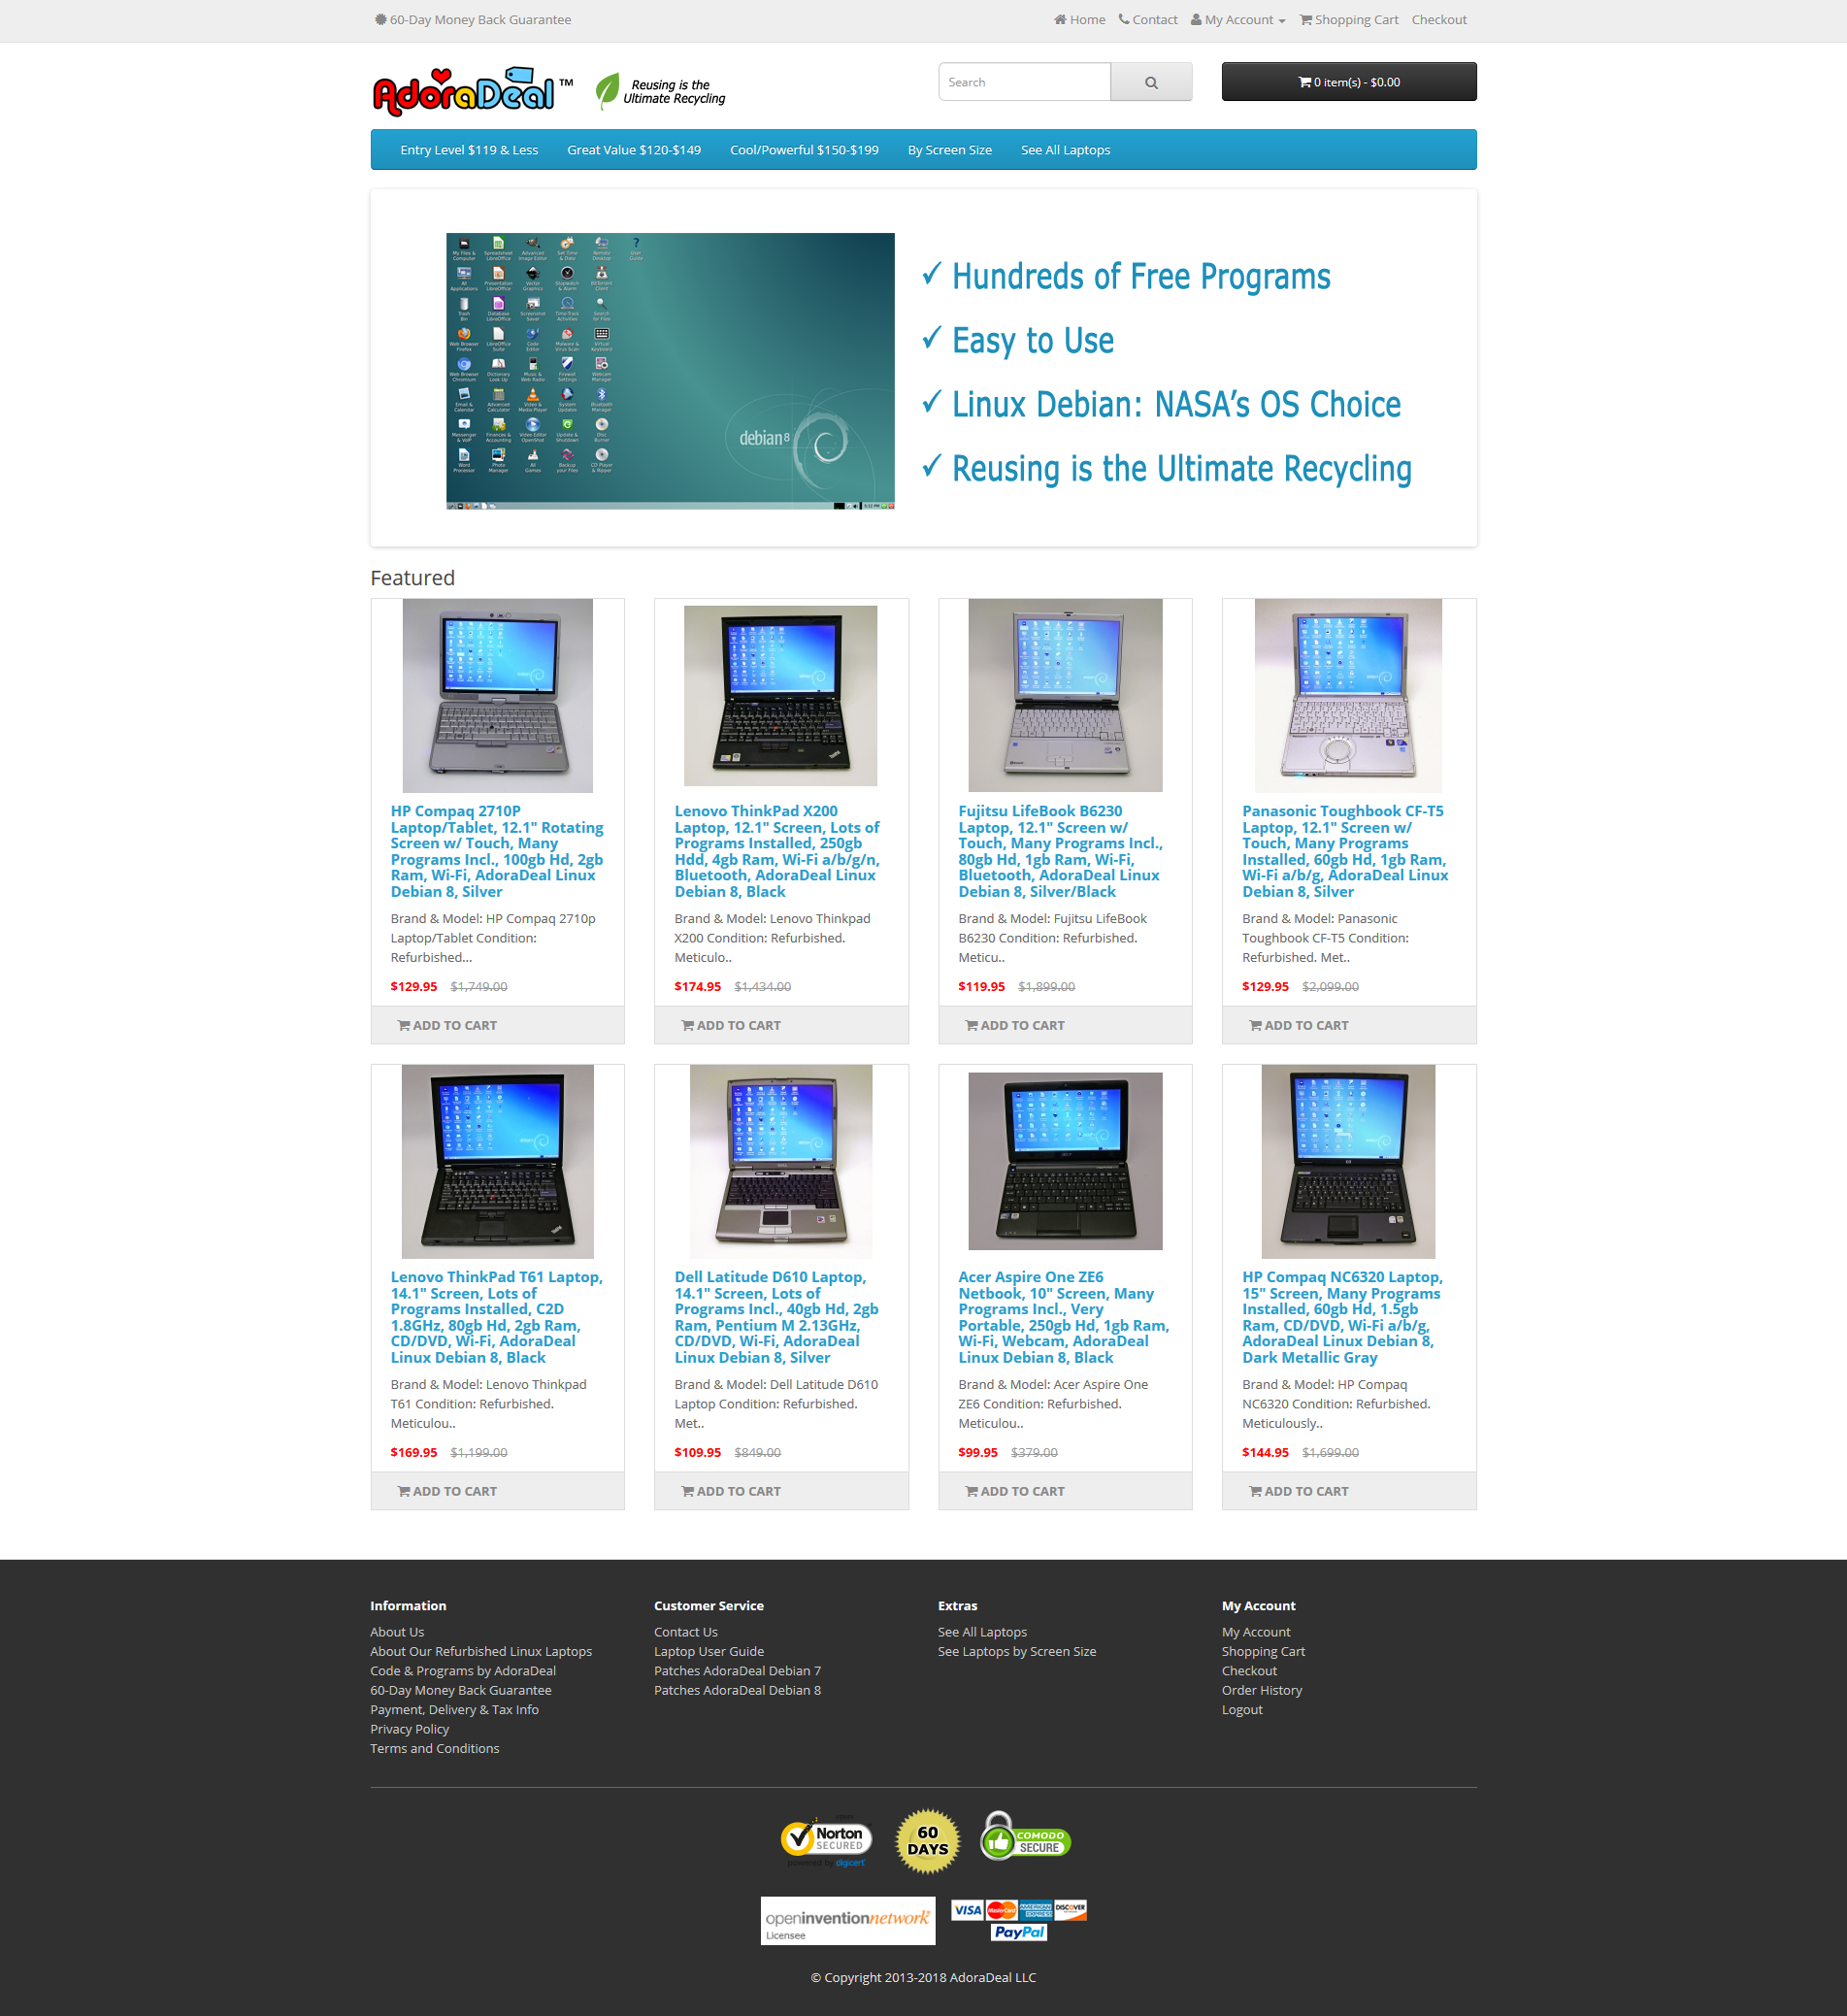 60-Day Money Back Guarantee
Home Contact My Account Shopping Cart Checkout
AdoraDeal ™
Reusing is the
Ultimate Recycling
Search
0 item(s) - $0.00
Entry Level $119 & Less Great Value $120-$149 Cool/Powerful $150-$199 By Screen Size See All Laptops
✓ Hundreds of Free Programs
✓ Easy to Use
✓ Linux Debian: NASA’s OS Choice
✓ Reusing is the Ultimate Recycling
debian 8
Featured
HP Compaq 2710P
Laptop/Tablet, 12.1" Rotating
Screen w/ Touch, Many
Programs Incl., 100gb Hd, 2gb
Ram, Wi-Fi, AdoraDeal Linux
Debian 8, Silver
Brand & Model: HP Compaq 2710p
Laptop/Tablet Condition:
Refurbished...
$129.95 $1,749.00
ADD TO CART
Lenovo ThinkPad X200
Laptop, 12.1" Screen, Lots of
Programs Installed, 250gb
Hdd, 4gb Ram, Wi-Fi a/b/g/n,
Bluetooth, AdoraDeal Linux
Debian 8, Black
Brand & Model: Lenovo Thinkpad
X200 Condition: Refurbished.
Meticulo..
$174.95 $1,434.00
ADD TO CART
Fujitsu LifeBook B6230
Laptop, 12.1" Screen w/
Touch, Many Programs Incl.,
80gb Hd, 1gb Ram, Wi-Fi,
Bluetooth, AdoraDeal Linux
Debian 8, Silver/Black
Brand & Model: Fujitsu LifeBook
B6230 Condition: Refurbished.
Meticu..
$119.95 $1,899.00
ADD TO CART
Panasonic Toughbook CF-T5
Laptop, 12.1" Screen w/
Touch, Many Programs
Installed, 60gb Hd, 1gb Ram,
Wi-Fi a/b/g, AdoraDeal Linux
Debian 8, Silver
Brand & Model: Panasonic
Toughbook CF-T5 Condition:
Refurbished. Met..
$129.95 $2,099.00
ADD TO CART
Lenovo ThinkPad T61 Laptop,
14.1" Screen, Lots of
Programs Installed, C2D
1.8GHz, 80gb Hd, 2gb Ram,
CD/DVD, Wi-Fi, AdoraDeal
Linux Debian 8, Black
Brand & Model: Lenovo Thinkpad
T61 Condition: Refurbished.
Meticulou..
$169.95 $1,199.00
ADD TO CART
Dell Latitude D610 Laptop,
14.1" Screen, Lots of
Programs Incl., 40gb Hd, 2gb
Ram, Pentium M 2.13GHz,
CD/DVD, Wi-Fi, AdoraDeal
Linux Debian 8, Silver
Brand & Model: Dell Latitude D610
Laptop Condition: Refurbished.
Met..
$109.95 $849.00
ADD TO CART
Acer Aspire One ZE6
Netbook, 10" Screen, Many
Programs Incl., Very
Portable, 250gb Hd, 1gb Ram,
Wi-Fi, Webcam, AdoraDeal
Linux Debian 8, Black
Brand & Model: Acer Aspire One
ZE6 Condition: Refurbished.
Meticulou..
$99.95 $379.00
ADD TO CART
HP Compaq NC6320 Laptop,
15" Screen, Many Programs
Installed, 60gb Hd, 1.5gb
Ram, CD/DVD, Wi-Fi a/b/g,
AdoraDeal Linux Debian 8,
Dark Metallic Gray
Brand & Model: HP Compaq
NC6320 Condition: Refurbished.
Meticulously..
$144.95 $1,699.00
ADD TO CART
Information
About Us
About Our Refurbished Linux Laptops
Code & Programs by AdoraDeal
60-Day Money Back Guarantee
Payment, Delivery & Tax Info
Privacy Policy
Terms and Conditions
Customer Service
Contact Us
Laptop User Guide
Patches AdoraDeal Debian 7
Patches AdoraDeal Debian 8
Extras
See All Laptops
See Laptops by Screen Size
My Account
My Account
Shopping Cart
Checkout
Order History
Logout
Norton
SECURED
powered by digicert
60
DAYS
COMODO
SECURE
openinventionnetwork
Licensee
VISA MasterCard AMERICAN EXPRESS DISCOVER
PayPal
© Copyright 2013-2018 AdoraDeal LLC